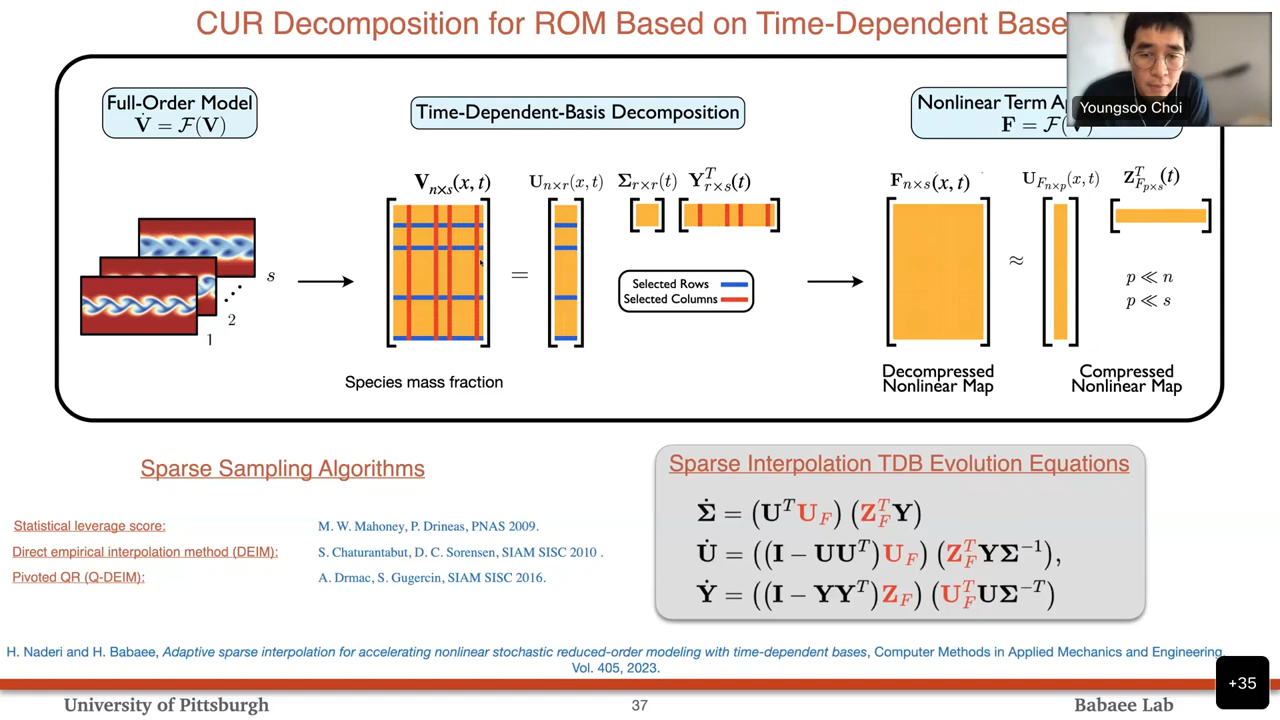 CUR Decomposition for ROM Based on Time-Dependent Base
Youngsoo Choi
Full-Order Model
V̇ = ℱ(V)
Time-Dependent-Basis Decomposition
Nonlinear Term
F = ℱ(
V_{n×s}(x, t)
U_{n×r}(x, t)
Σ_{r×r}(t)
Y^T_{r×s}(t)
F_{n×s}(x, t)
U_{F_{n×p}}(x, t)
Z^T_{F_{p×s}}(t)
s
2
1
=
Selected Rows
Selected Columns
≈
p ≪ n
p ≪ s
Species mass fraction
Decompressed
Nonlinear Map
Compressed
Nonlinear Map
Sparse Sampling Algorithms
Statistical leverage score: M. W. Mahoney, P. Drineas, PNAS 2009.
Direct empirical interpolation method (DEIM): S. Chaturantabut, D. C. Sorensen, SIAM SISC 2010 .
Pivoted QR (Q-DEIM): A. Drmac, S. Gugercin, SIAM SISC 2016.
Sparse Interpolation TDB Evolution Equations
Σ̇ = (U^T U_F) (Z_F^T Y)
U̇ = ((I − UU^T)U_F) (Z_F^T YΣ^{−1}),
Ẏ = ((I − YY^T)Z_F) (U_F^T UΣ^{−T})
H. Naderi and H. Babaee, Adaptive sparse interpolation for accelerating nonlinear stochastic reduced-order modeling with time-dependent bases, Computer Methods in Applied Mechanics and Engineering,
Vol. 405, 2023.
+35
University of Pittsburgh
37
Babaee Lab